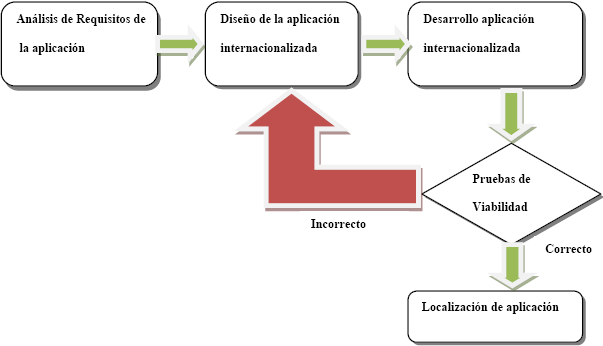 Análisis de Requisitos de
la aplicación
Diseño de la aplicación
internacionalizada
Desarrollo aplicación
internacionalizada
Pruebas de
Viabilidad
Incorrecto
Correcto
Localización de aplicación